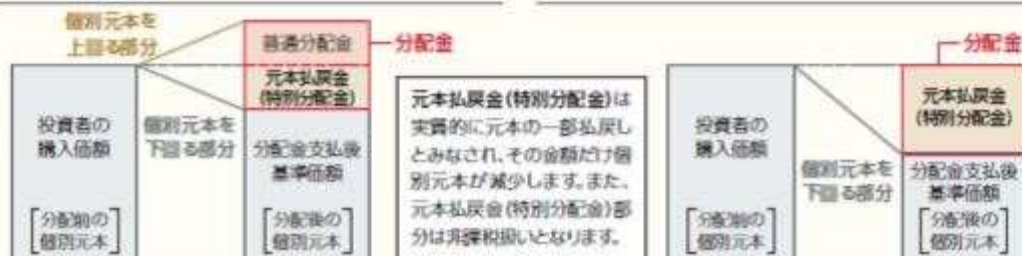 個別元本を
上回る部分
普通分配金
分配金
元本払戻金
(特別分配金)
投資者の
購入価額
個別元本を
下回る部分
分配金支払後
基準価額
[分配前の
個別元本]
[分配後の
個別元本]
元本払戻金(特別分配金)は
実質的に元本の一部払戻し
とみなされ、その金額だけ個
別元本が減少します。また、
元本払戻金(特別分配金)部
分は非課税扱いとなります。
分配金
元本払戻金
(特別分配金)
投資者の
購入価額
個別元本を
下回る部分
分配金支払後
基準価額
[分配前の
個別元本]
[分配後の
個別元本]